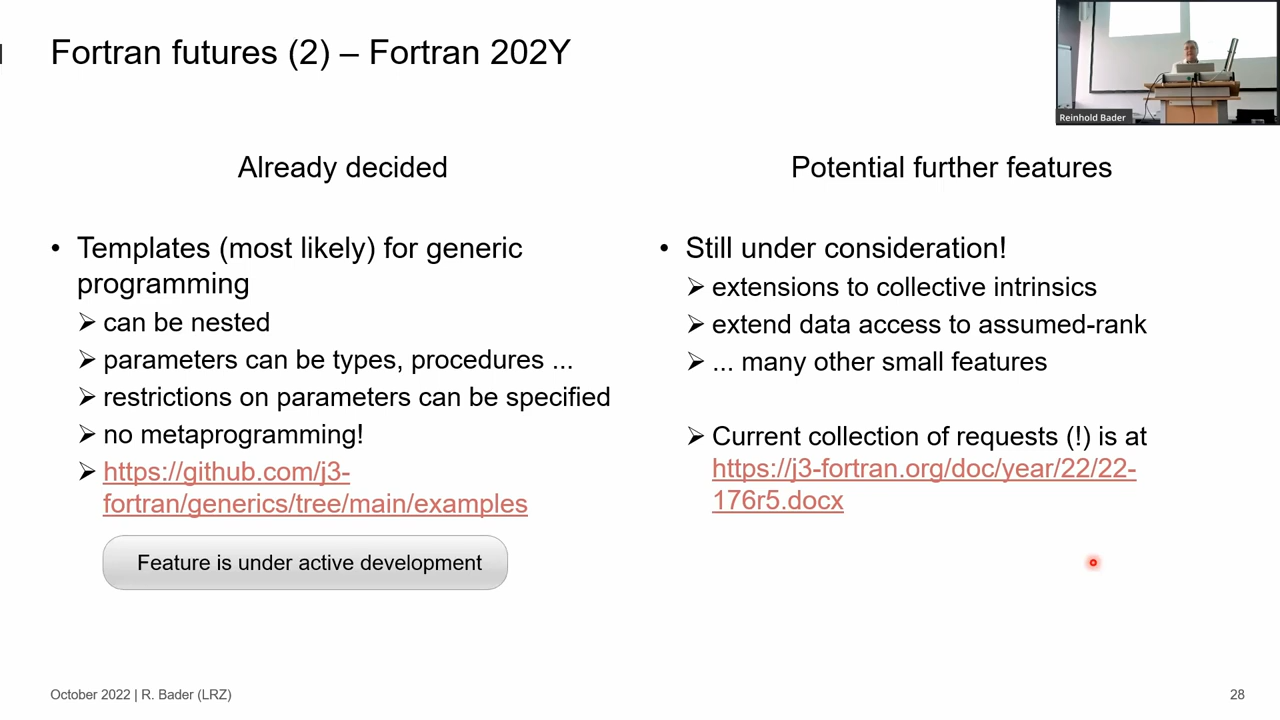 Fortran futures (2) – Fortran 202Y
Reinhold Bader
Already decided
• Templates (most likely) for generic
programming
➢ can be nested
➢ parameters can be types, procedures ...
➢ restrictions on parameters can be specified
➢ no metaprogramming!
➢ https://github.com/j3-
fortran/generics/tree/main/examples
Feature is under active development
Potential further features
• Still under consideration!
➢ extensions to collective intrinsics
➢ extend data access to assumed-rank
➢ ... many other small features
➢ Current collection of requests (!) is at
https://j3-fortran.org/doc/year/22/22-
176r5.docx
October 2022 | R. Bader (LRZ)
28